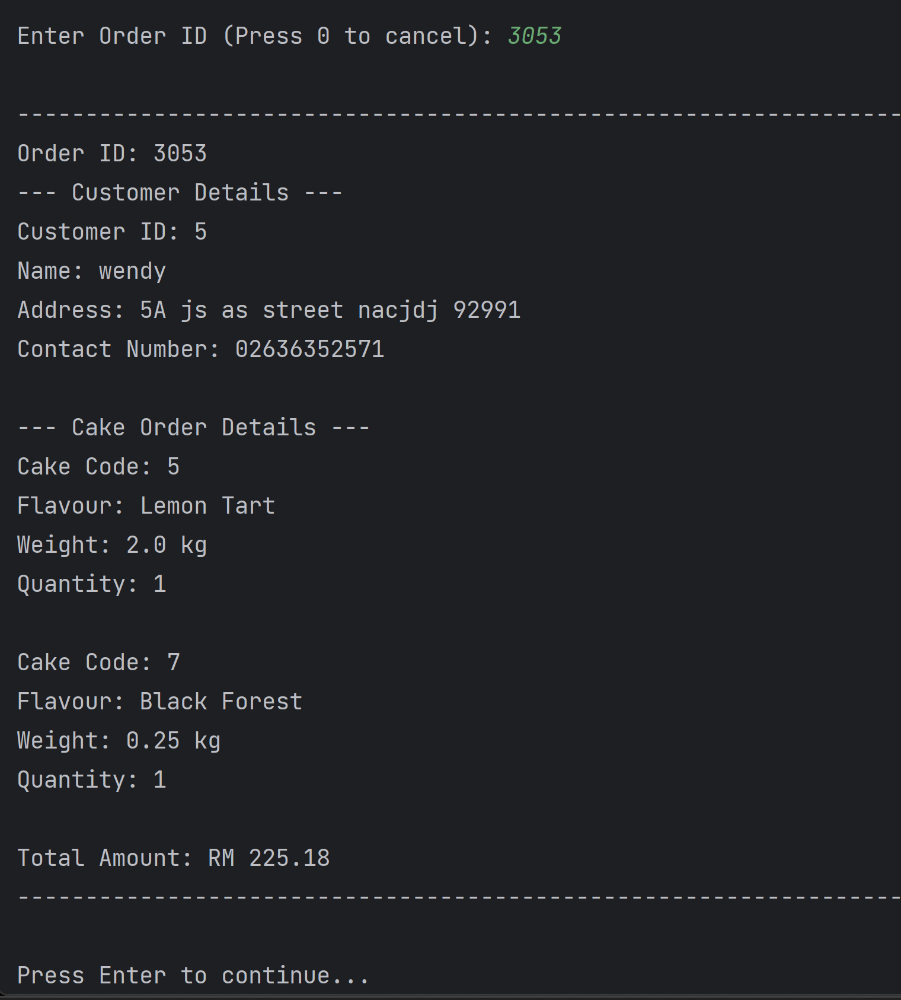 Enter Order ID (Press 0 to cancel): 3053
-----------------------------------------------------------------
Order ID: 3053
--- Customer Details ---
Customer ID: 5
Name: wendy
Address: 5A js as street nacjdj 92991
Contact Number: 02636352571
--- Cake Order Details ---
Cake Code: 5
Flavour: Lemon Tart
Weight: 2.0 kg
Quantity: 1
Cake Code: 7
Flavour: Black Forest
Weight: 0.25 kg
Quantity: 1
Total Amount: RM 225.18
-----------------------------------------------------------------
Press Enter to continue...